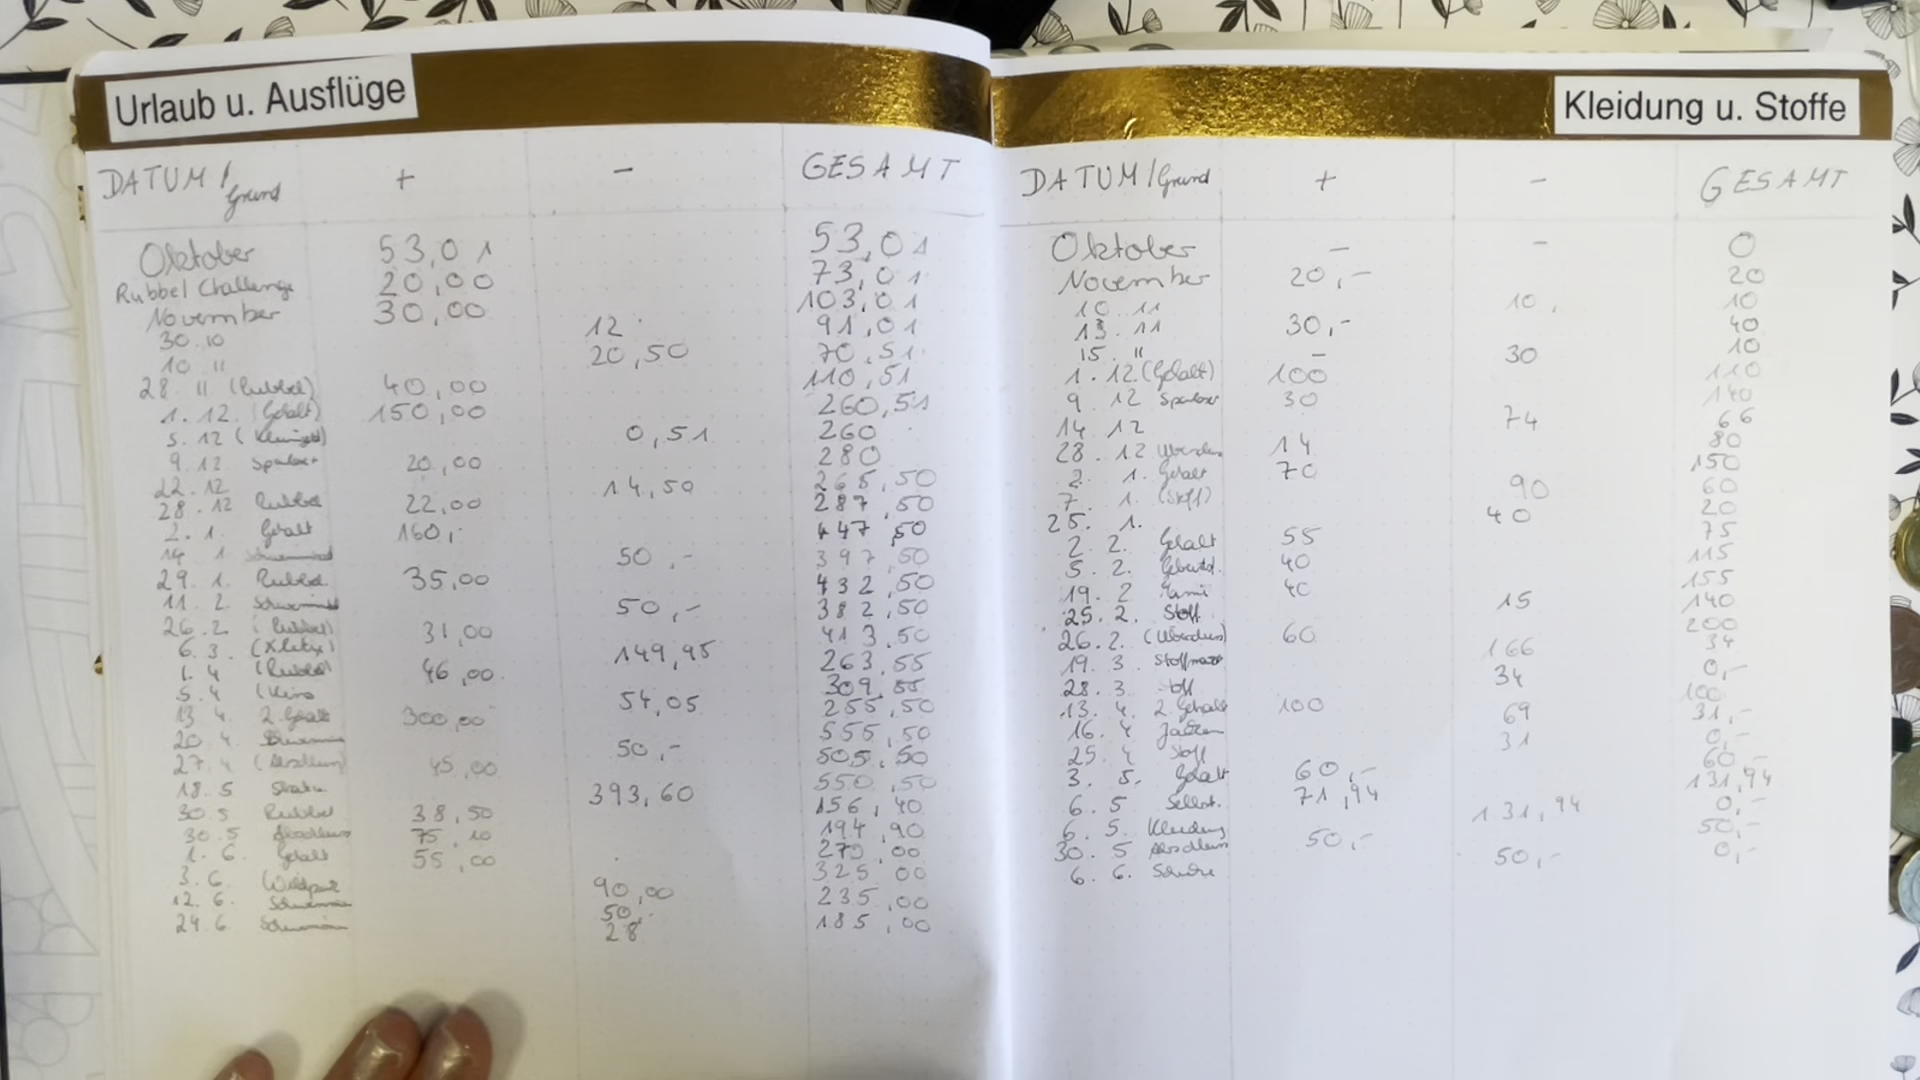 Urlaub u. Ausflüge
DATUM / Grund + - GESAMT
Oktober 53,01 53,01
Rubbel Challenge 20,00 73,01
November 30,00 103,01
30.10 12 91,01
10 11 20,50 70,51
28. 11 (Rubbel) 40,00 110,51
1. 12. (Gehalt) 150,00 260,51
5. 12 (Kleingeld) 0,51 260
9. 12 20,00 280
22. 12 14,50 265,50
28. 12 Rubbel 22,00 287,50
2. 1. Gehalt 160,- 447,50
14 1 50,- 397,50
29. 1. Rubbel 35,00 432,50
11. 2. 50,- 382,50
26.2 (Rubbel) 31,00 413,50
6. 3. 149,95 263,55
1. 4 (Rubbel) 46,00 309,55
5. 4 (Kino 54,05 255,50
13 4. 2. Gehalt 300,00 555,50
20 4. 50,- 505,50
27. 4 45,00 550,50
18. 5 393,60 156,40
30. 5 Rubbel 38,50 194,90
30. 5 75,10 270,00
1. 6. Gehalt 55,00 325 00
3. 6. 90,00 235,00
12. 6. 50,- 185,00
24. 6. 28
Kleidung u. Stoffe
DATUM / Grund + - GESAMT
Oktober - - 0
November 20,- 20
10. 11 10, 10
13. 11 30,- 40
15. 11 - 30 10
1. 12. (Gehalt) 100 110
9 12 30 140
14 12 74 66
28. 12 14 80
2. 1. Gehalt 70 150
7. 1. (Stoff) 90 60
25. 1. 40 20
2 2. Gehalt 55 75
5. 2. 40 115
19. 2 40 155
25. 2. Stoff 15 140
26. 2. 60 200
19. 3. 166 34
28. 3. Stoff 34 0,-
13. 4. 2. Gehalt 100 100
16. 4 69 31,-
25. 4 Stoff 31 0,-
3. 5. Gehalt 60,- 60,-
6. 5 71,94 131,94
6. 5. Kleidung 131,94 0,-
30. 5 50,- 50,-
6. 6. Schuhe 50,- 0,-